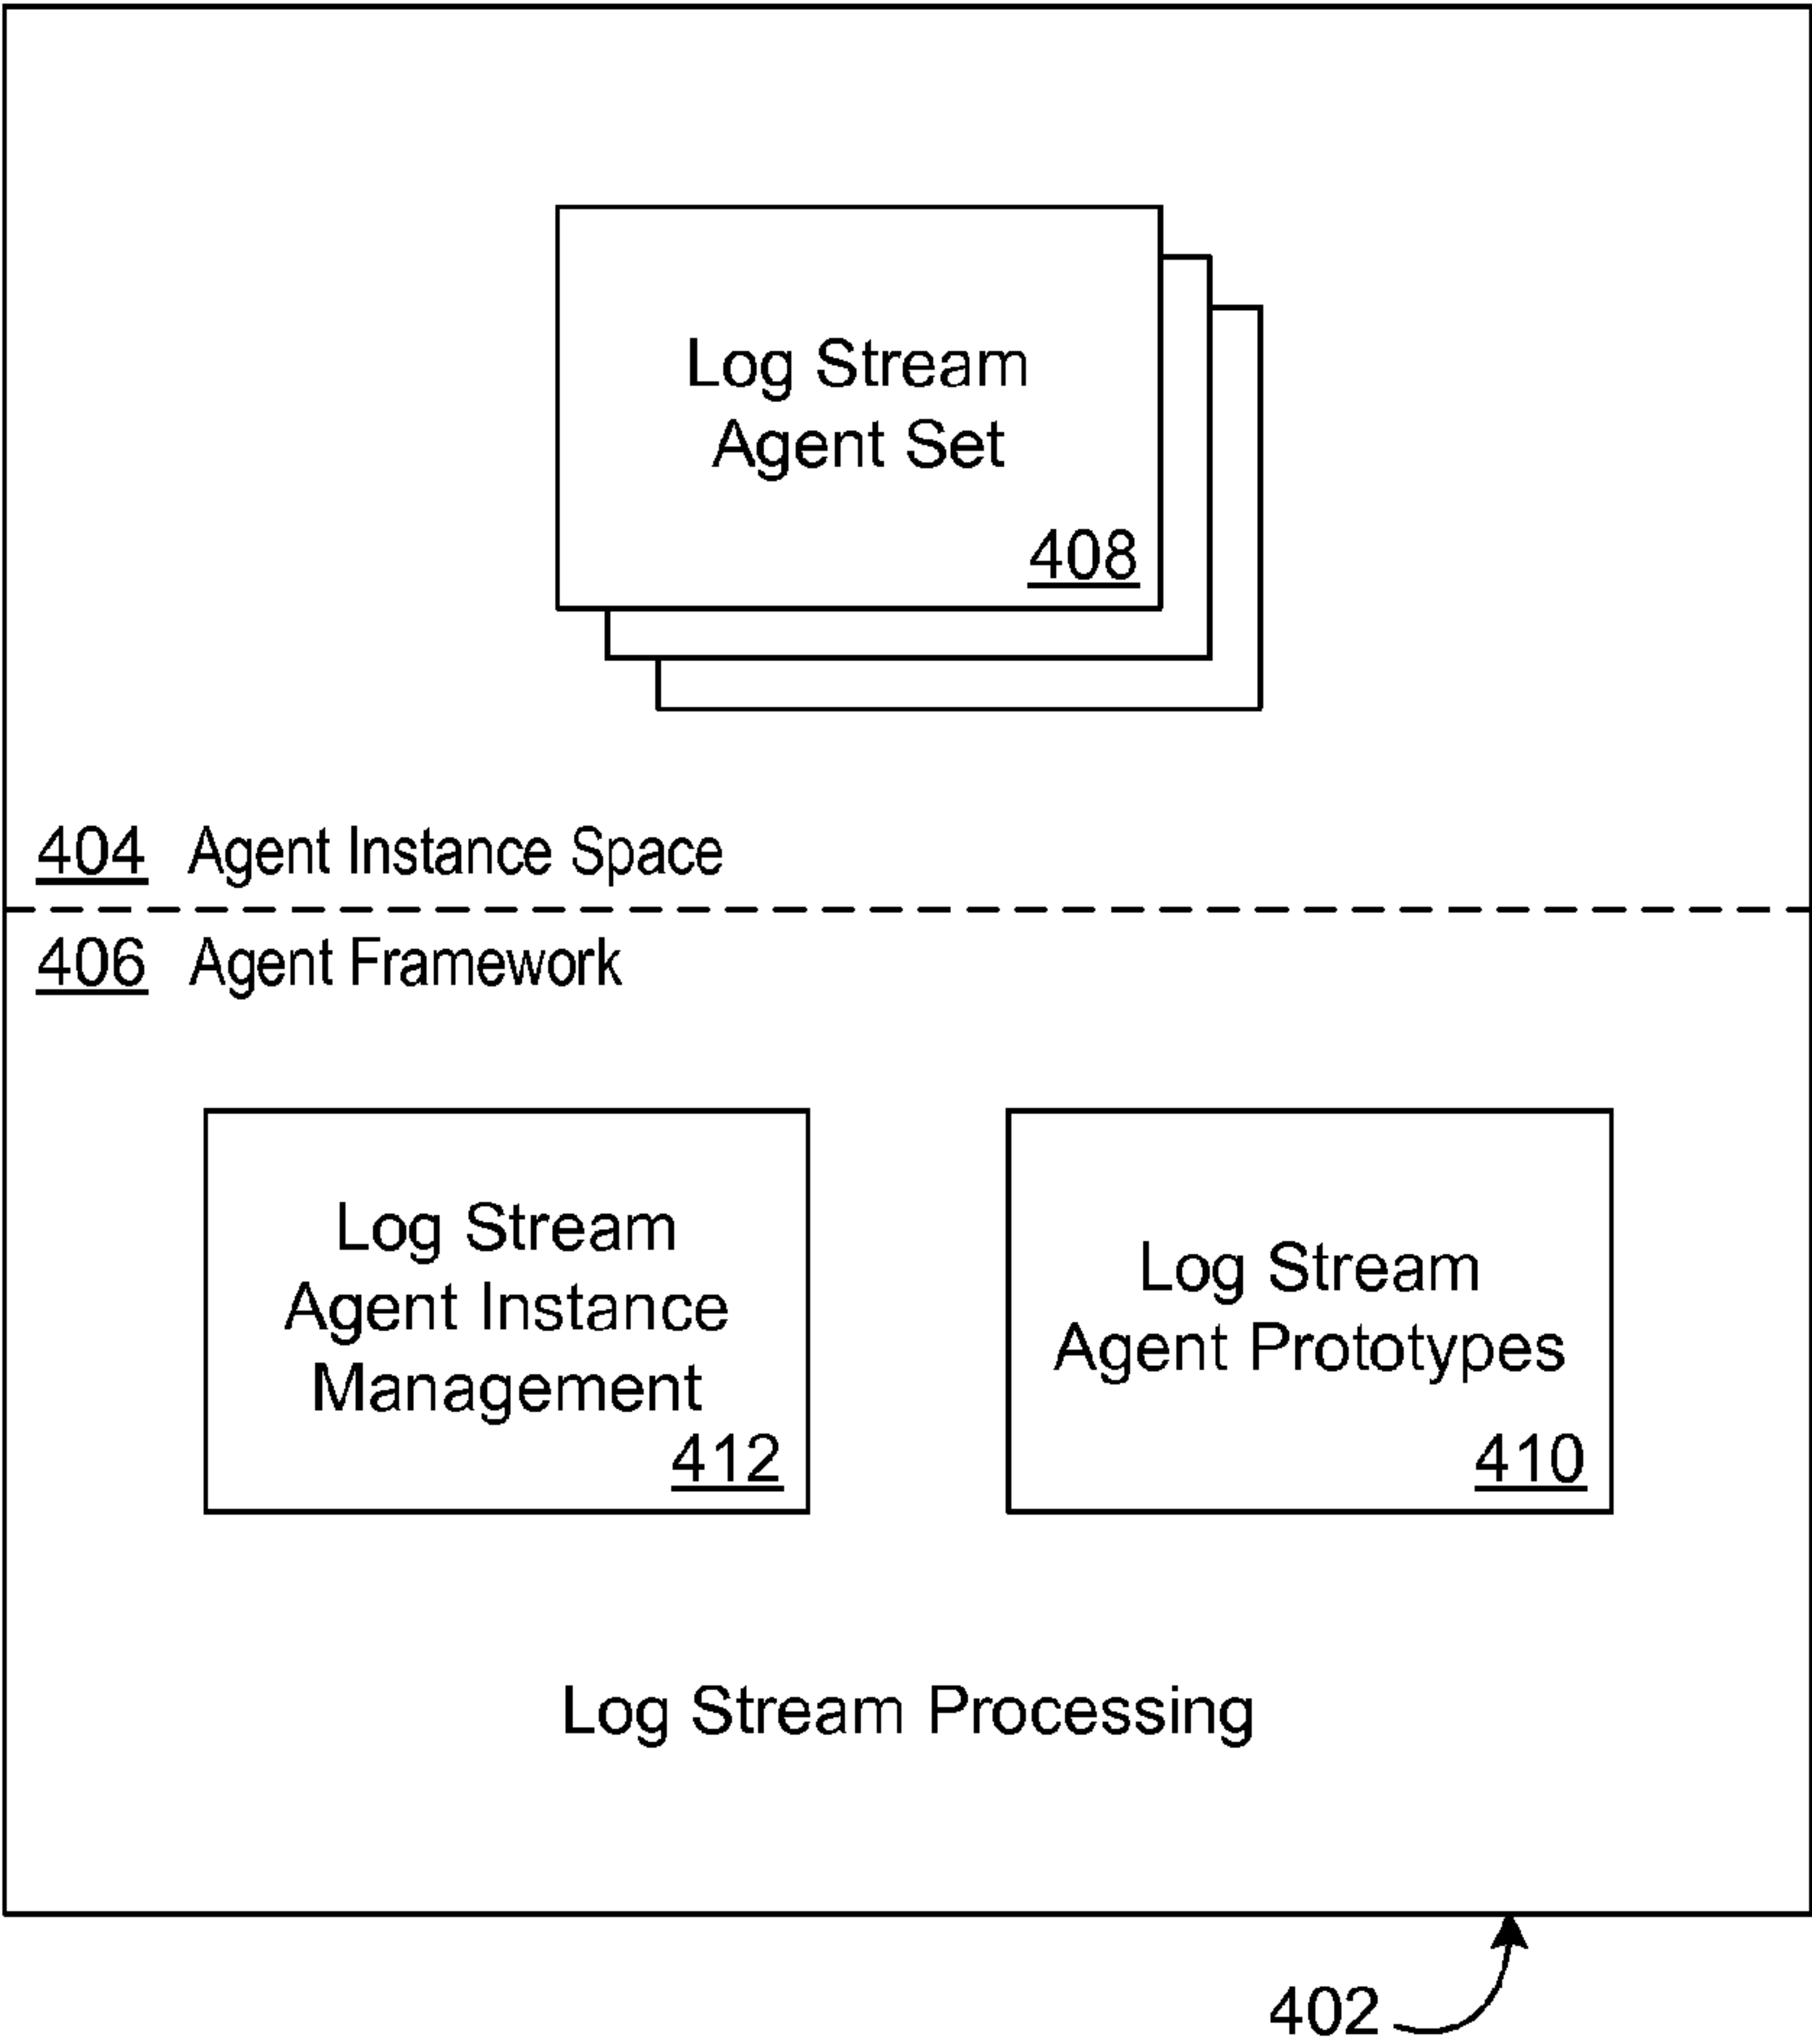 Log Stream
Agent Set
408
404 Agent Instance Space
406 Agent Framework
Log Stream
Agent Instance
Management
412
Log Stream
Agent Prototypes
410
Log Stream Processing
402